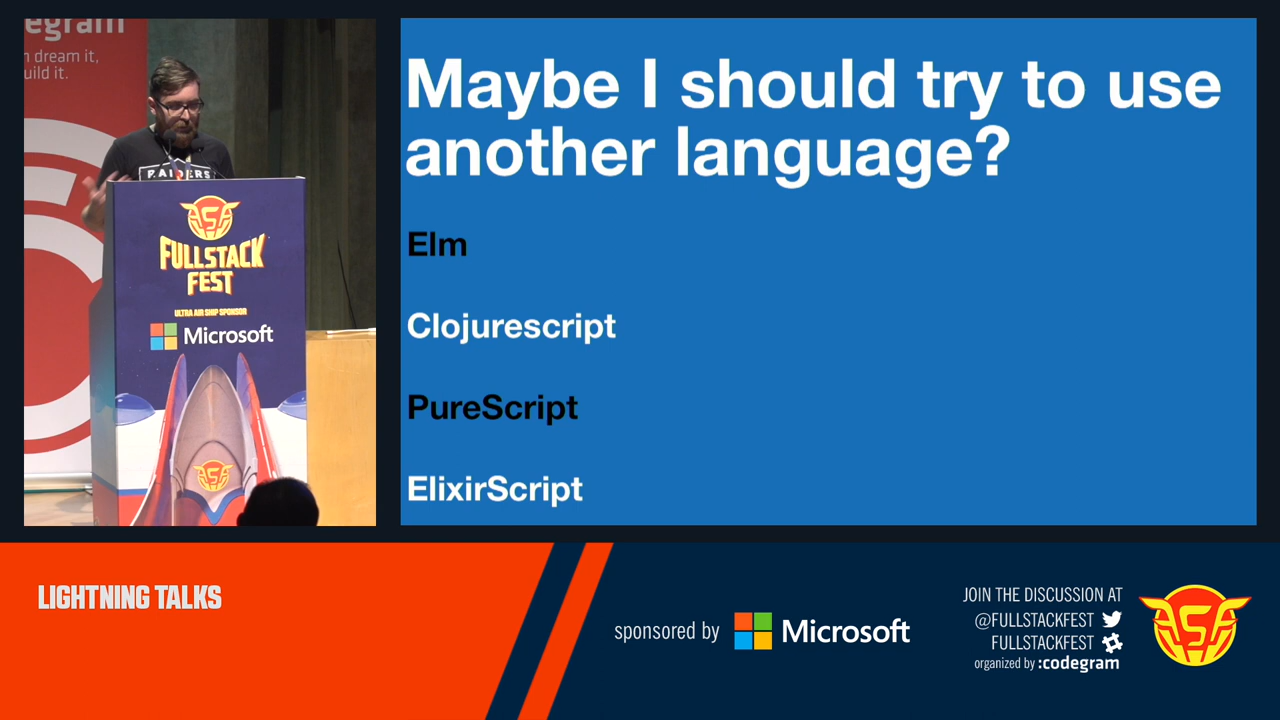 egram
dream it,
uild it.
RAIDERS
FULLSTACK
FEST
ULTRA AIR SHIP SPONSOR
Microsoft
Maybe I should try to use
another language?
Elm
Clojurescript
PureScript
ElixirScript
LIGHTNING TALKS
sponsored by Microsoft
JOIN THE DISCUSSION AT
@FULLSTACKFEST
FULLSTACKFEST
organized by :codegram